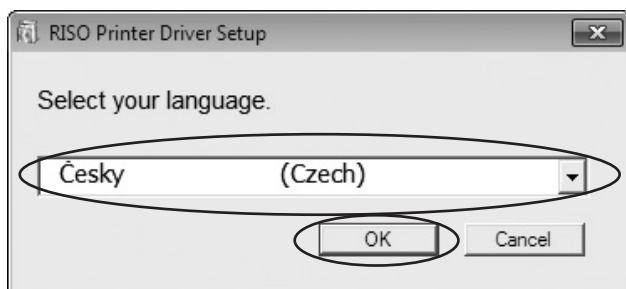 RISO Printer Driver Setup
Select your language.
Česky (Czech)
OK Cancel